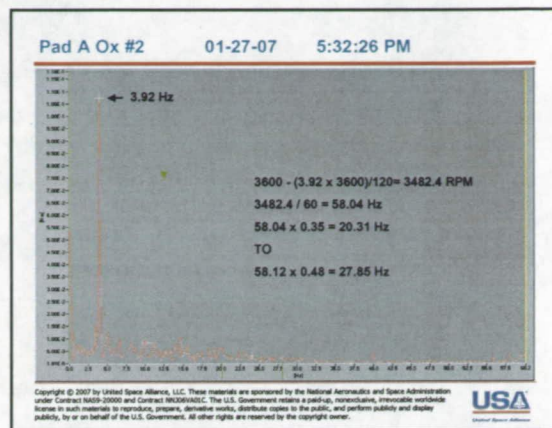 Pad A Ox #2 01-27-07 5:32:26 PM
3.92 Hz
3600 - (3.92 x 3600)/120= 3482.4 RPM
3482.4 / 60 = 58.04 Hz
58.04 x 0.35 = 20.31 Hz
TO
58.12 x 0.48 = 27.85 Hz
Copyright © 2007 by United Space Alliance, LLC. These materials are sponsored by the National Aeronautics and Space Administration
under Contract NAS9-20000 and Contract NNJ06VA01C. The U.S. Government retains a paid-up, nonexclusive, irrevocable worldwide
license in such materials to reproduce, prepare, derivative works, distribute copies to the public, and perform publicly and display
publicly, by or on behalf of the U.S. Government. All other rights are reserved by the copyright owner.
USA
United Space Alliance